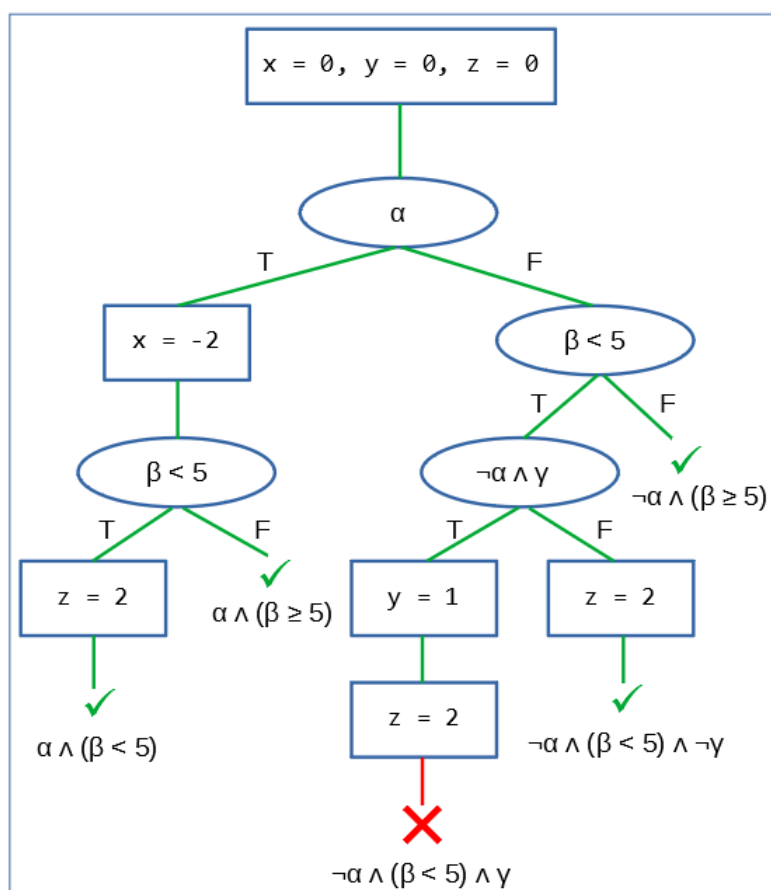 x = 0, y = 0, z = 0
α
T
F
x = -2
β < 5
T
F
β < 5
¬α ∧ γ
¬α ∧ (β ≥ 5)
T
F
T
F
z = 2
α ∧ (β ≥ 5)
y = 1
z = 2
z = 2
α ∧ (β < 5)
¬α ∧ (β < 5) ∧ ¬γ
¬α ∧ (β < 5) ∧ γ